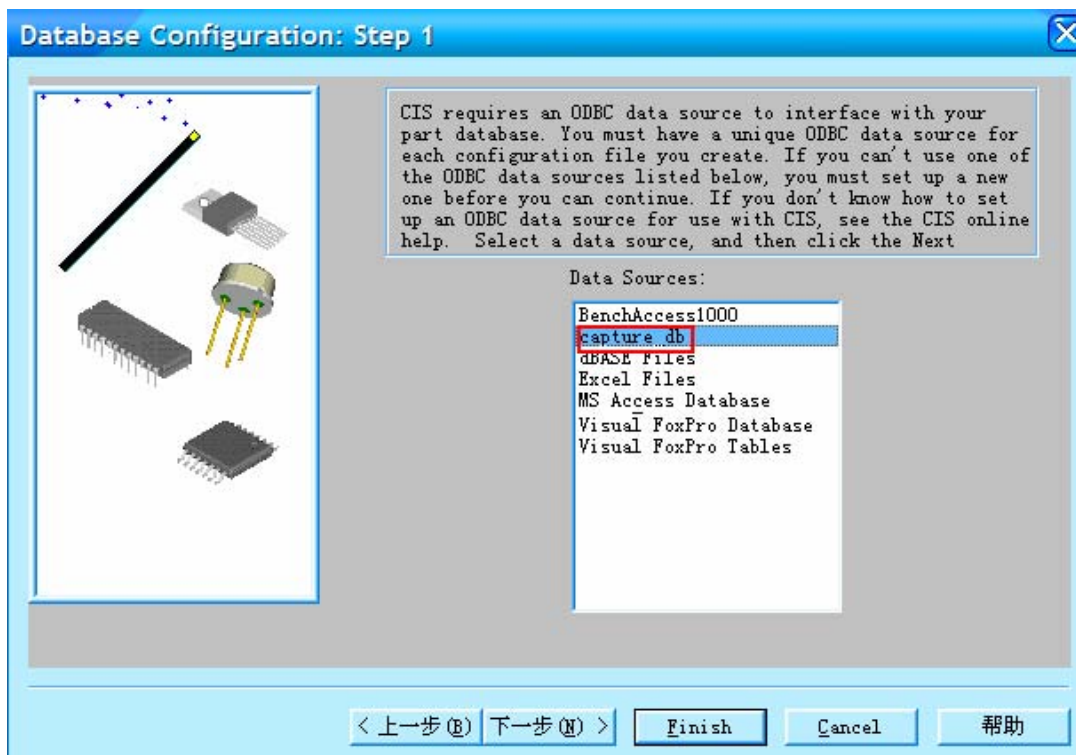 Database Configuration: Step 1
CIS requires an ODBC data source to interface with your
part database. You must have a unique ODBC data source for
each configuration file you create. If you can't use one of
the ODBC data sources listed below, you must set up a new
one before you can continue. If you don't know how to set
up an ODBC data source for use with CIS, see the CIS online
help. Select a data source, and then click the Next
Data Sources:
BenchAccess1000
capture_db
dBASE Files
Excel Files
MS Access Database
Visual FoxPro Database
Visual FoxPro Tables
< 上一步(B) 下一步(N) > Finish Cancel 帮助